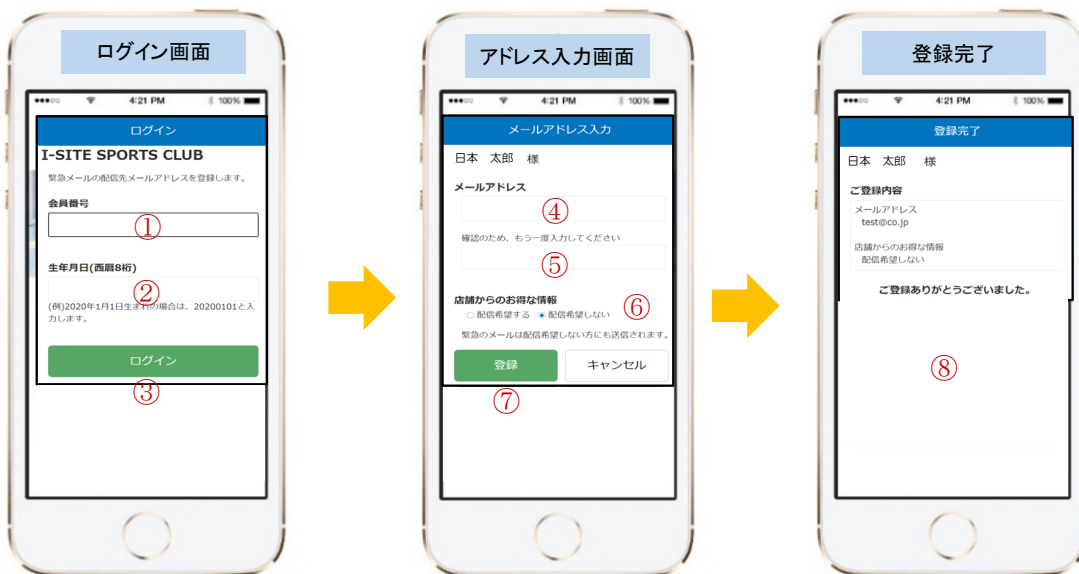 ログイン画面
●●●○○ 4:21 PM 100%
ログイン
I-SITE SPORTS CLUB
緊急メールの配信先メールアドレスを登録します。
会員番号
①
生年月日(西暦8桁)
②
(例)2020年1月1日生まれの場合は、20200101と入
力します。
ログイン
③
アドレス入力画面
●●●○○ 4:21 PM 100%
メールアドレス入力
日本 太郎 様
メールアドレス
④
確認のため、もう一度入力してください
⑤
店舗からのお得な情報
⑥
配信希望する 配信希望しない
緊急のメールは配信希望しない方にも送信されます。
登録 キャンセル
⑦
登録完了
●●●○○ 4:21 PM 100%
登録完了
日本 太郎 様
ご登録内容
メールアドレス
test@co.jp
店舗からのお得な情報
配信希望しない
ご登録ありがとうございました。
⑧